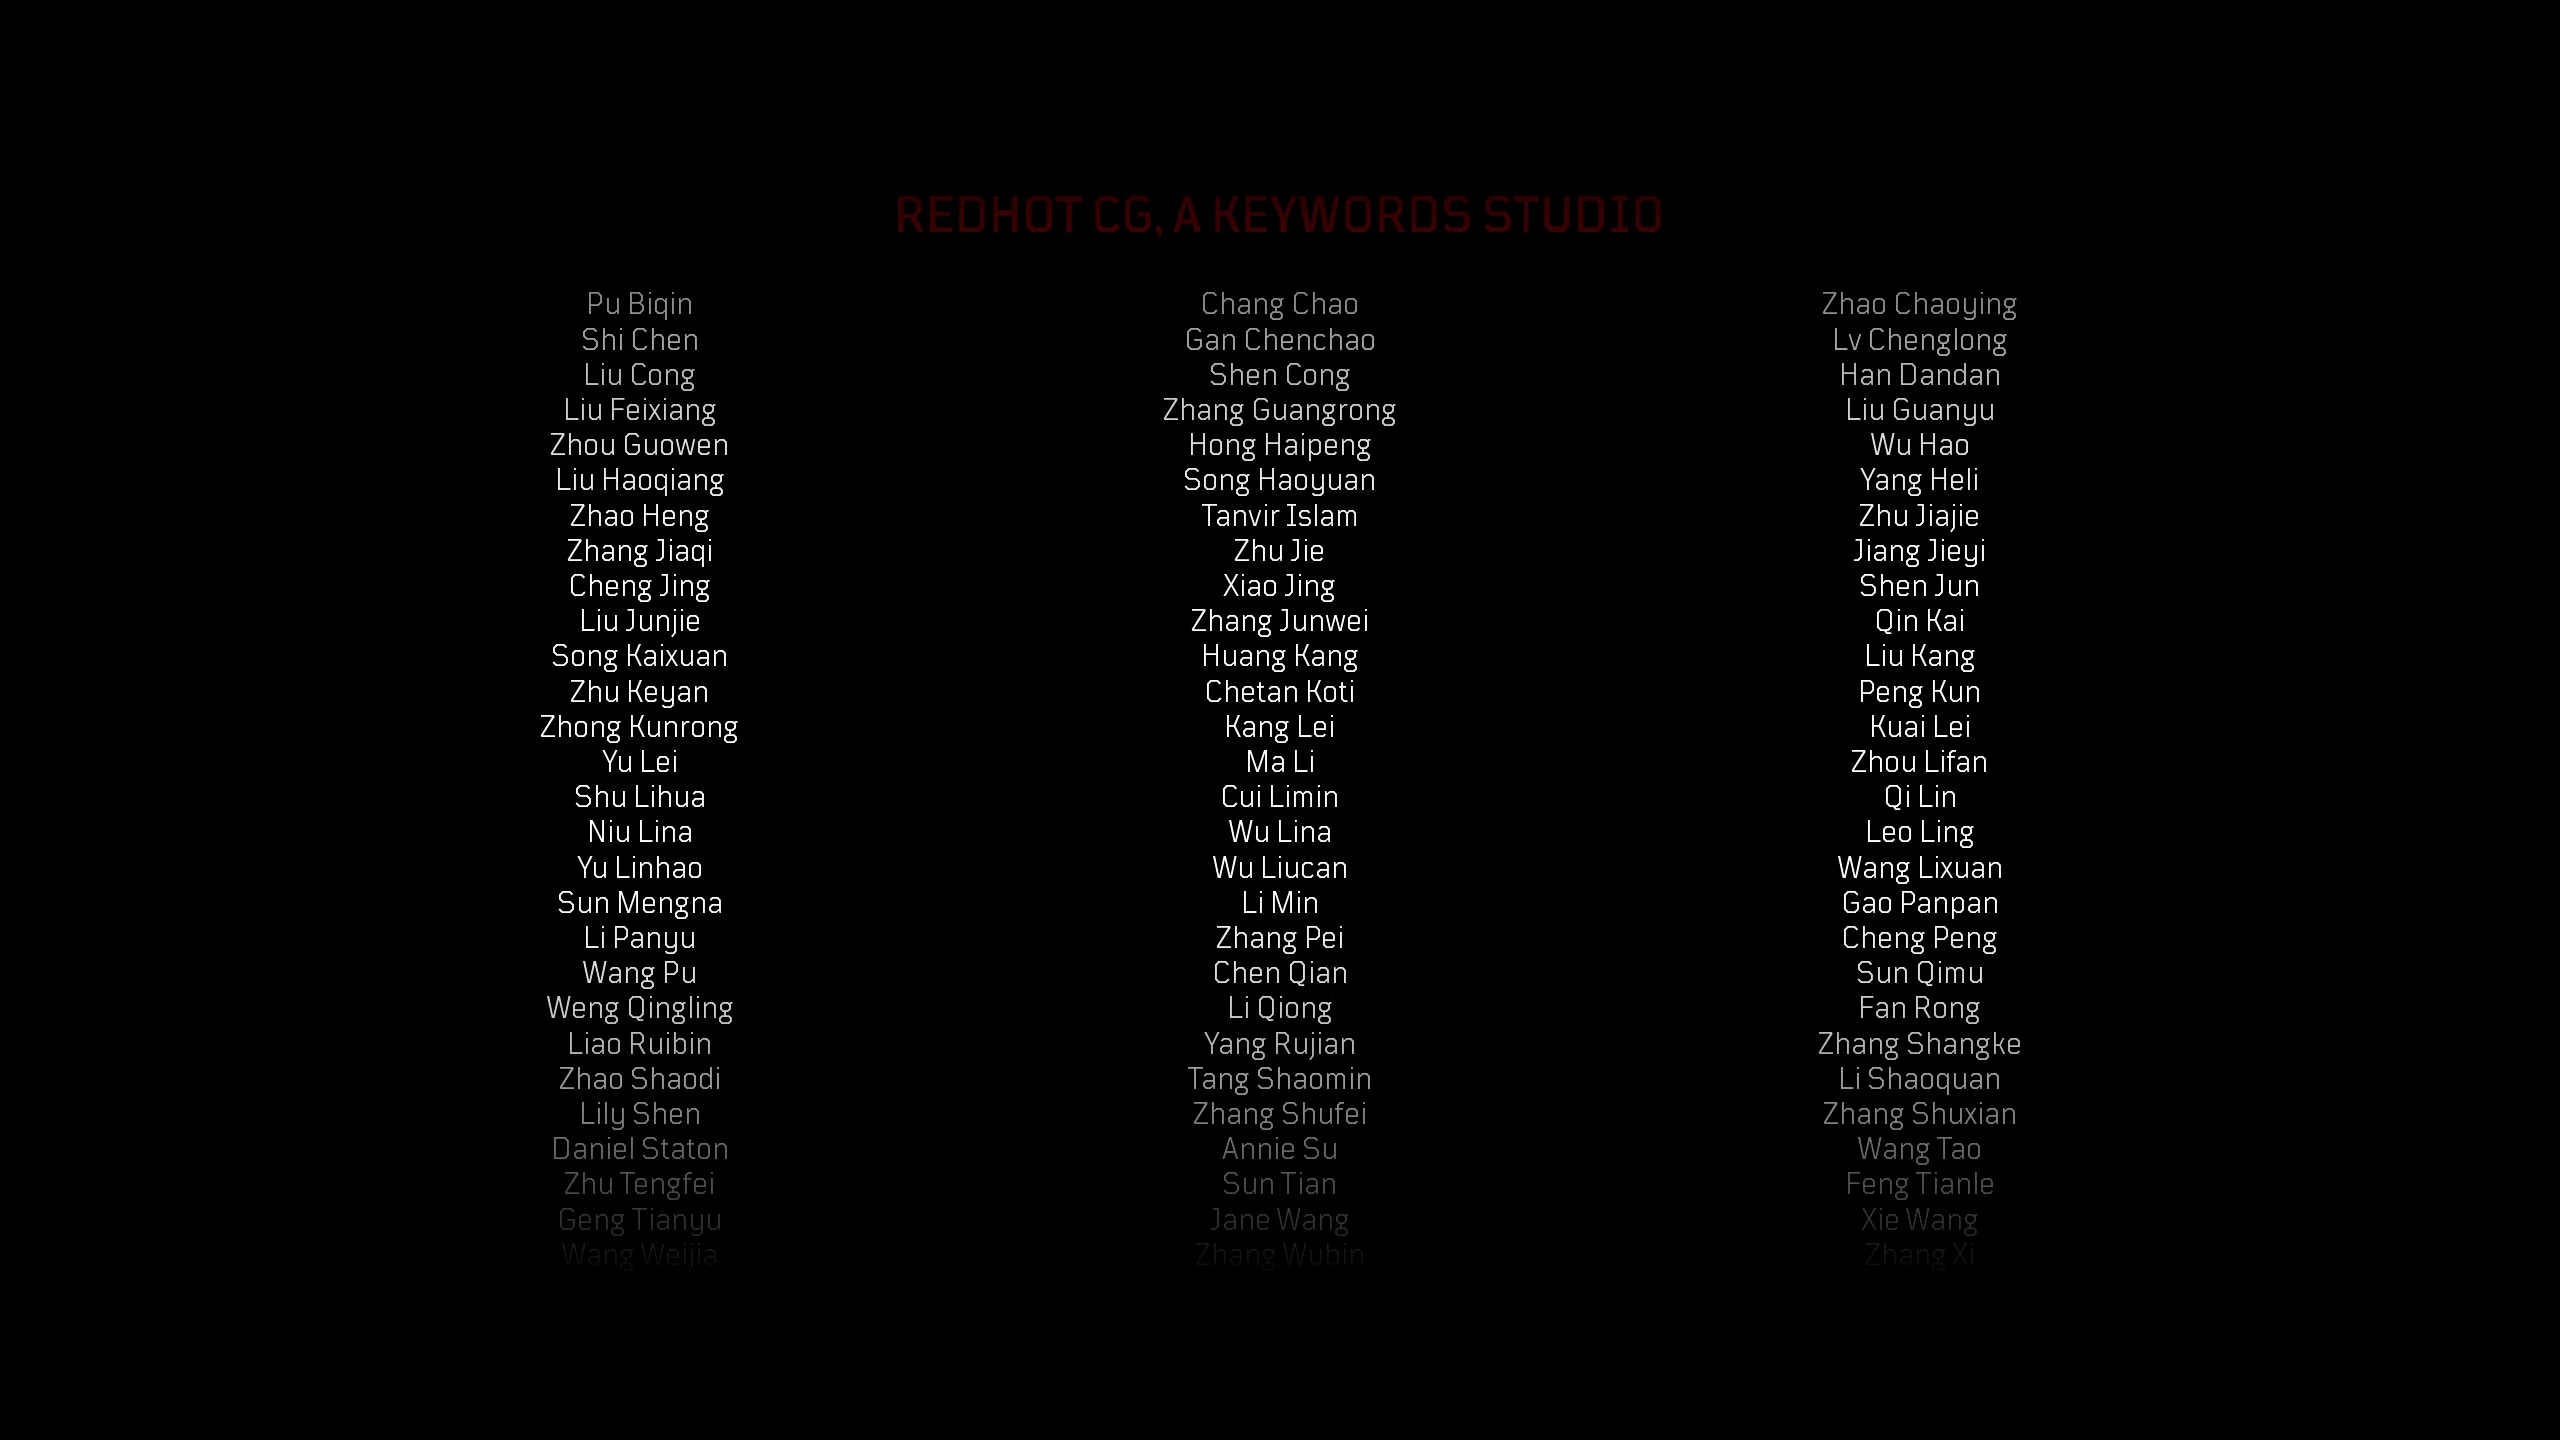 REDHOT CG, A KEYWORDS STUDIO
Pu Biqin Chang Chao Zhao Chaoying
Shi Chen Gan Chenchao Lv Chenglong
Liu Cong Shen Cong Han Dandan
Liu Feixiang Zhang Guangrong Liu Guanyu
Zhou Guowen Hong Haipeng Wu Hao
Liu Haoqiang Song Haoyuan Yang Heli
Zhao Heng Tanvir Islam Zhu Jiajie
Zhang Jiaqi Zhu Jie Jiang Jieyi
Cheng Jing Xiao Jing Shen Jun
Liu Junjie Zhang Junwei Qin Kai
Song Kaixuan Huang Kang Liu Kang
Zhu Keyan Chetan Koti Peng Kun
Zhong Kunrong Kang Lei Kuai Lei
Yu Lei Ma Li Zhou Lifan
Shu Lihua Cui Limin Qi Lin
Niu Lina Wu Lina Leo Ling
Yu Linhao Wu Liucan Wang Lixuan
Sun Mengna Li Min Gao Panpan
Li Panyu Zhang Pei Cheng Peng
Wang Pu Chen Qian Sun Qimu
Weng Qingling Li Qiong Fan Rong
Liao Ruibin Yang Rujian Zhang Shangke
Zhao Shaodi Tang Shaomin Li Shaoquan
Lily Shen Zhang Shufei Zhang Shuxian
Daniel Staton Annie Su Wang Tao
Zhu Tengfei Sun Tian Feng Tianle
Geng Tianyu Jane Wang Xie Wang
Wang Weijia Zhang Wubin Zhang Xi